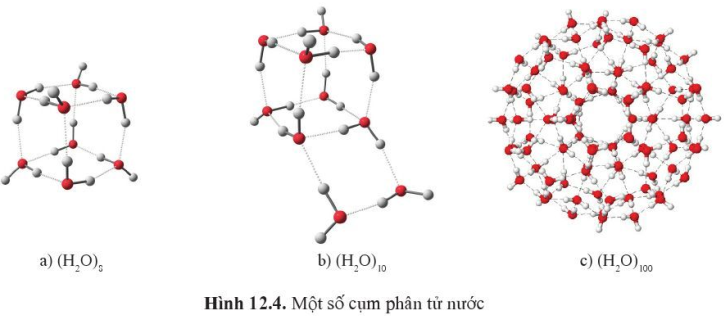 a) (H₂O)₈
b) (H₂O)₁₀
c) (H₂O)₁₀₀
Hình 12.4. Một số cụm phân tử nước